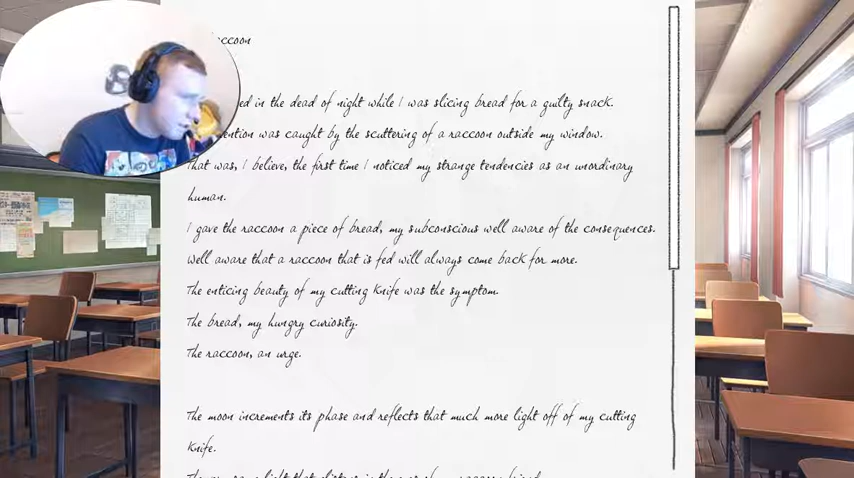 ccoon
ed in the dead of night while I was slicing bread for a guilty snack.
ention was caught by the scuttering of a raccoon outside my window.
That was, I believe, the first time I noticed my strange tendencies as an unordinary
human.
I gave the raccoon a piece of bread, my subconscious well aware of the consequences.
Well aware that a raccoon that is fed will always come back for more.
The enticing beauty of my cutting knife was the symptom.
The bread, my hungry curiosity.
The raccoon, an urge.
The moon increments its phase and reflects that much more light off of my cutting
knife.